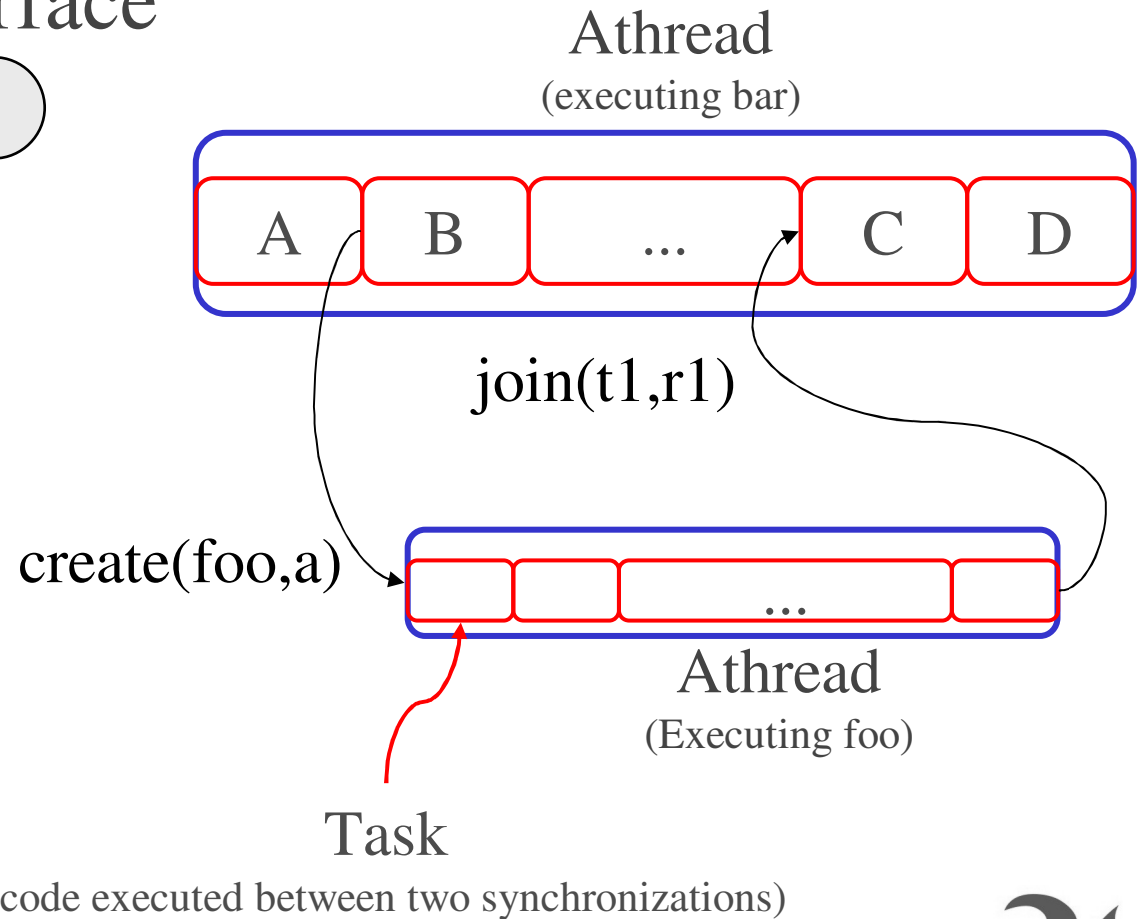 Athread
(executing bar)
A B ... C D
join(t1,r1)
create(foo,a)
...
Athread
(Executing foo)
Task
code executed between two synchronizations)